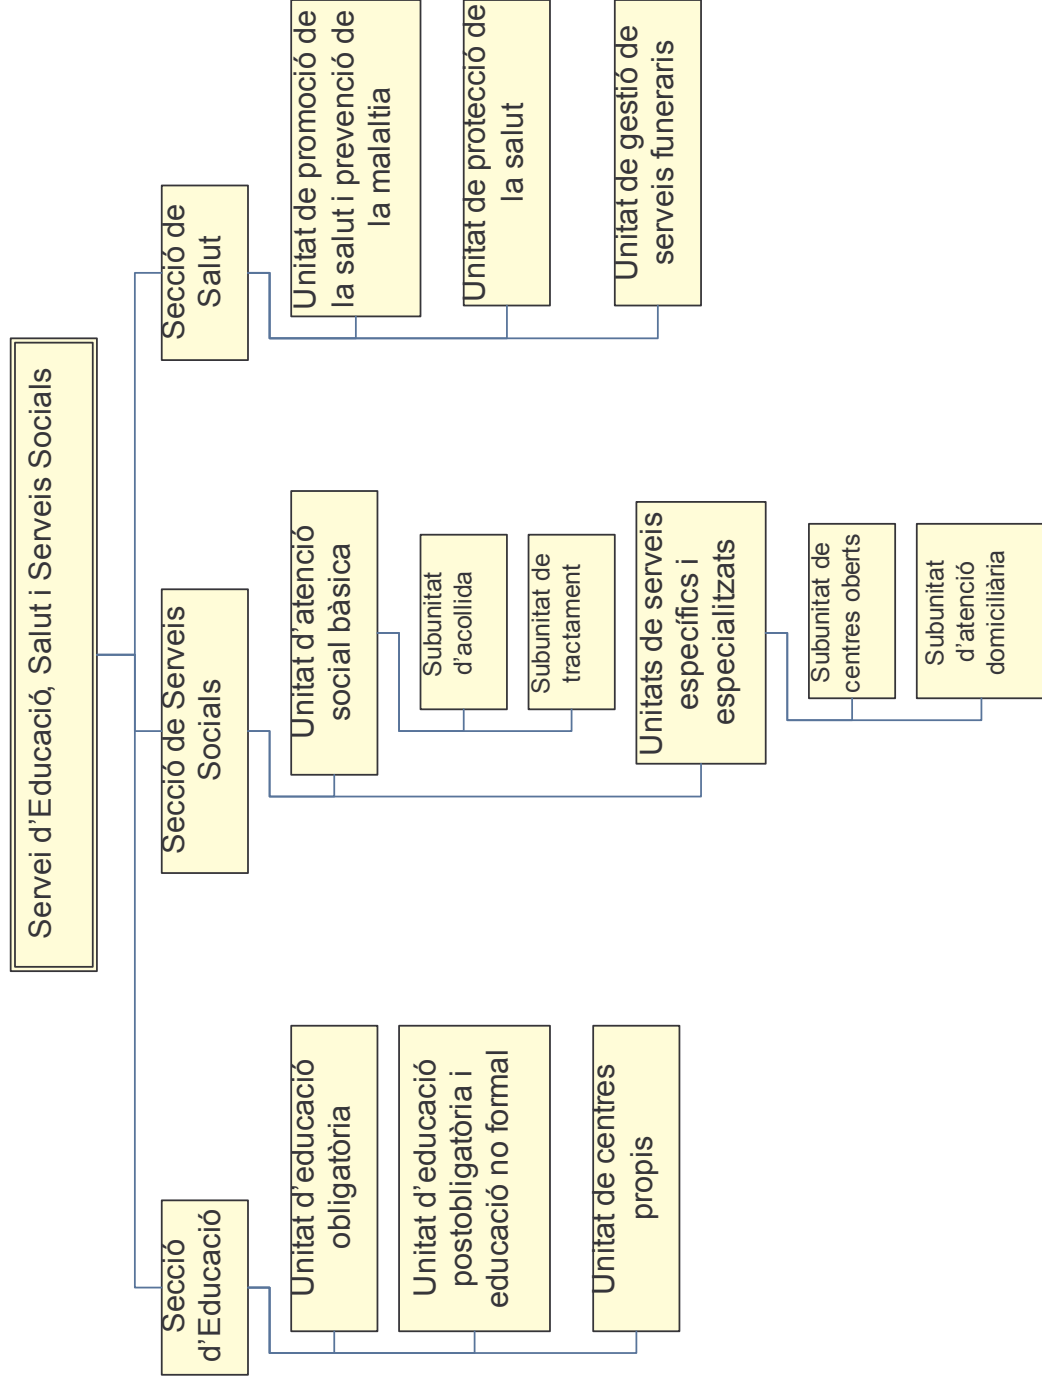 Servei d'Educació, Salut i Serveis Socials
Secció
d'Educació
Unitat d'educació
obligatòria
Unitat d'educació
postobligatòria i
educació no formal
Unitat de centres
propis
Secció de Serveis
Socials
Unitat d'atenció
social bàsica
Subunitat
d'acollida
Subunitat de
tractament
Unitats de serveis
específics i
especialitzats
Subunitat de
centres oberts
Subunitat
d'atenció
domiciliària
Secció de
Salut
Unitat de promoció de
la salut i prevenció de
la malaltia
Unitat de protecció de
la salut
Unitat de gestió de
serveis funeraris